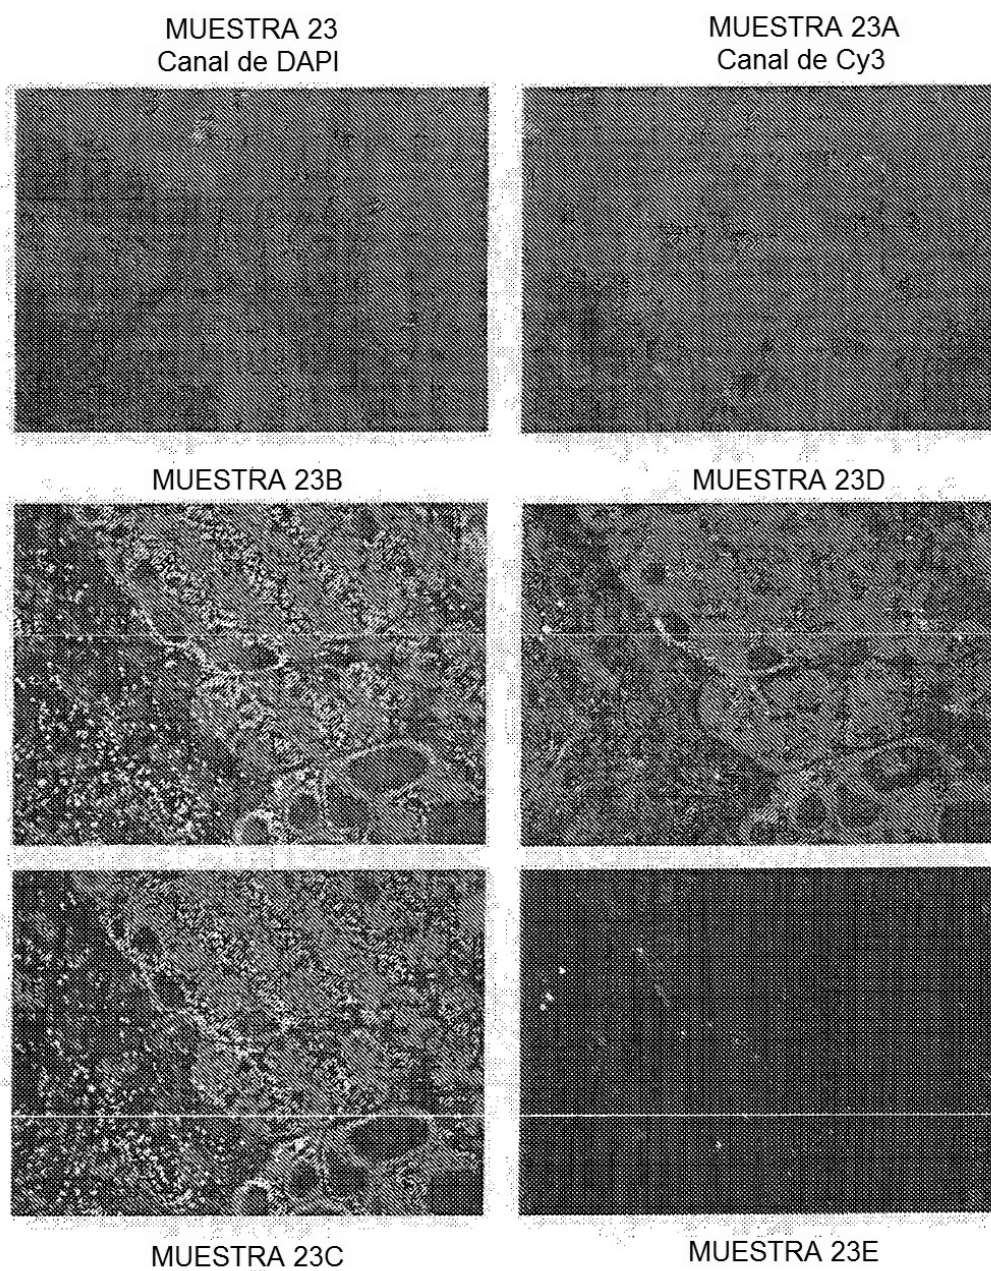 MUESTRA 23
Canal de DAPI
MUESTRA 23A
Canal de Cy3
MUESTRA 23B
MUESTRA 23D
MUESTRA 23C
MUESTRA 23E